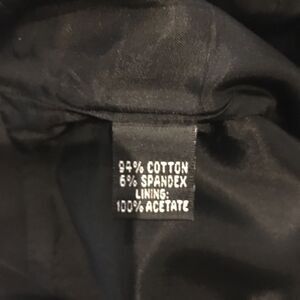 94% COTTON
6% SPANDEX
LINING:
100% ACETATE